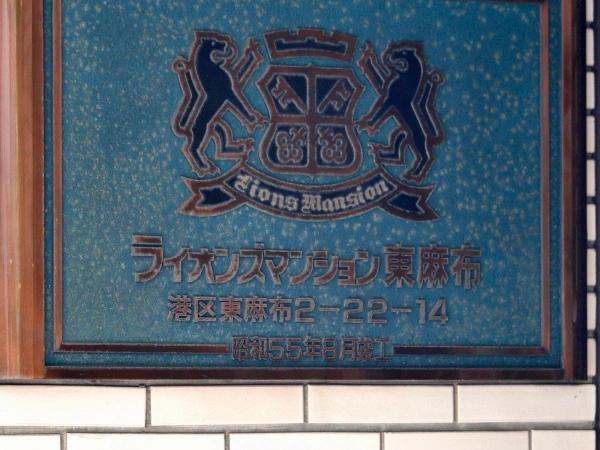 Lions Mansion
ライオンズマンション東麻布
港区東麻布2-22-14
昭和55年8月竣工